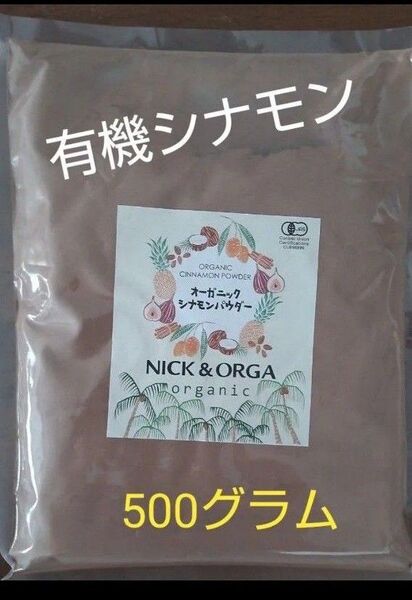 有機シナモン
JAS
ORGANIC
CINNAMON POWDER
オーガニック
シナモンパウダー
NICK & ORGA
organic
500グラム